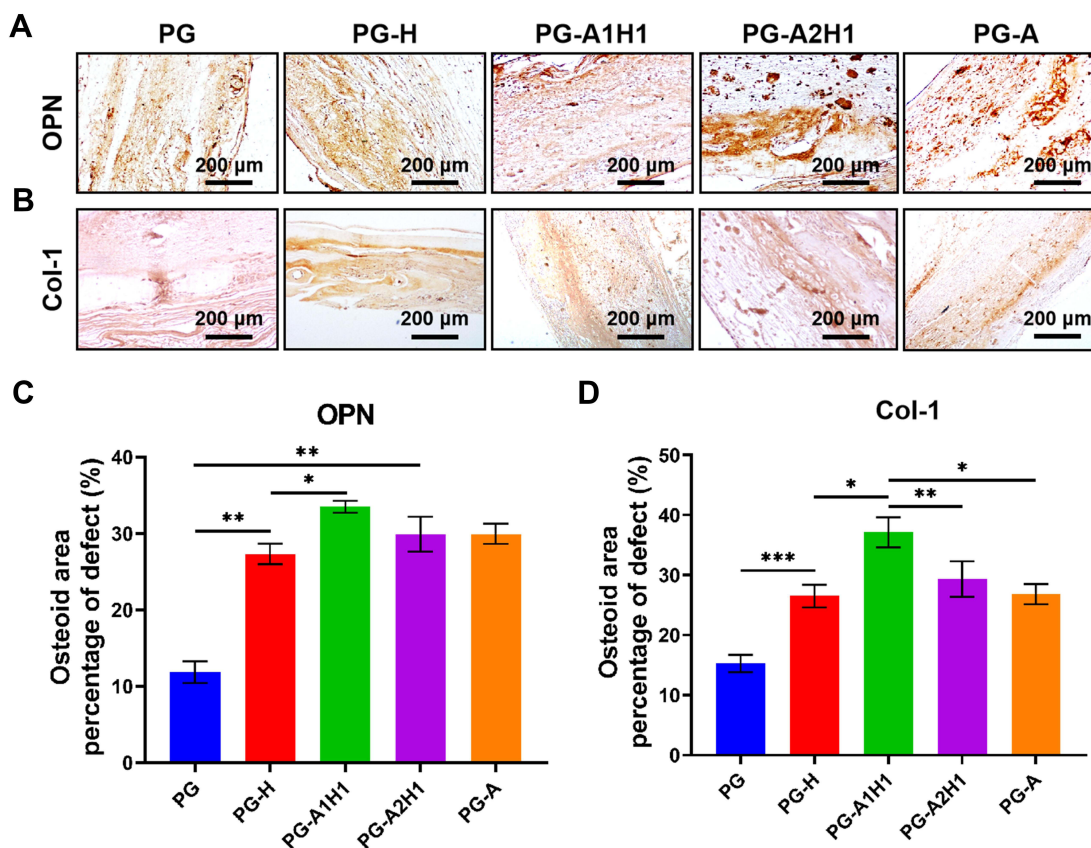 A
PG PG-H PG-A1H1 PG-A2H1 PG-A
OPN
200 μm 200 μm 200 μm 200 μm 200 μm
B
Col-1
200 μm 200 μm 200 μm 200 μm 200 μm
C
OPN
Osteoid area
percentage of defect (%)
40
30
20
10
0
**
*
**
PG PG-H PG-A1H1 PG-A2H1 PG-A
D
Col-1
Osteoid area
percentage of defect (%)
50
40
30
20
10
0
*
*
**
***
PG PG-H PG-A1H1 PG-A2H1 PG-A